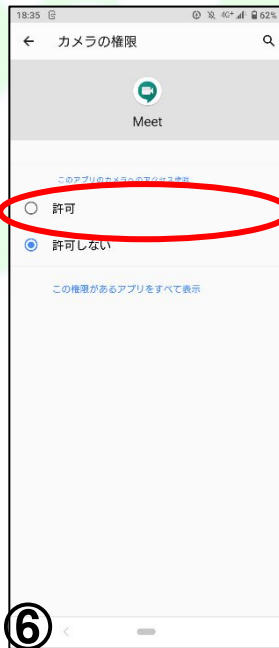 18:35 4G+ 62%
カメラの権限
Meet
このアプリのカメラへのアクセス権限
許可
許可しない
この権限があるアプリをすべて表示
⑥